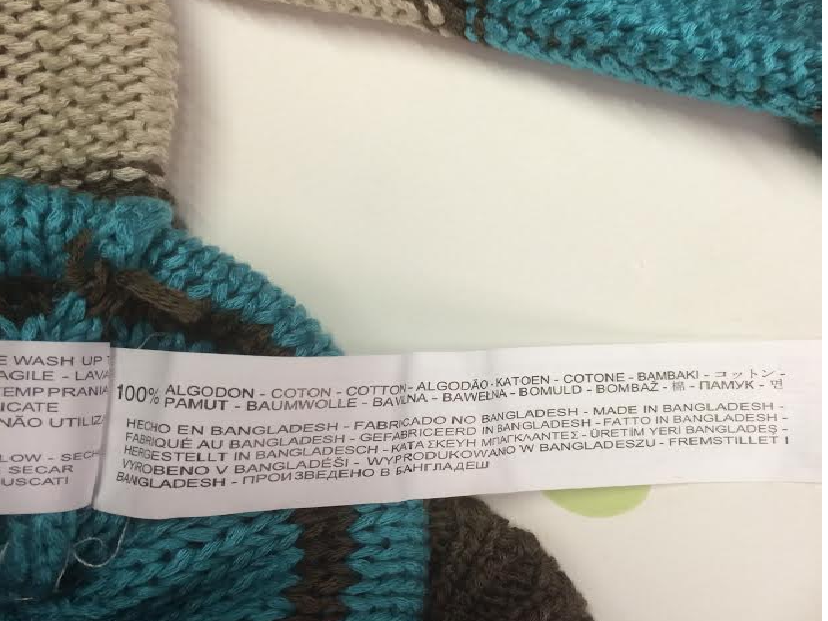 E WASH UP
AGILE - LAVA
TEMP PRANIA
ICATE
NÃO UTILIZ
LOW - SECH
SECAR
USCATI
100% ALGODON - COTON - COTTON - ALGODÃO - KATOEN - COTONE - BAMBAKI - コットン -
PAMUT - BAUMWOLLE - BAVLNA - BAWEŁNA - BOMULD - BOMBAŽ - 棉 - ПАМУК - 면
HECHO EN BANGLADESH - FABRICADO NO BANGLADESH - MADE IN BANGLADESH -
FABRIQUÉ AU BANGLADESH - GEFABRICEERD IN BANGLADESH - FATTO IN BANGLADESH -
HERGESTELLT IN BANGLADESCH - ΚΑΤΑΣΚΕΥΗ ΜΠΑΓΚΛΑΝΤΕΣ - ÜRETIM YERI BANGLADEŞ -
VYROBENO V BANGLADÉŠI - WYPRODUKOWANO W BANGLADESZU - FREMSTILLET I
BANGLADESH - ПРОИЗВЕДЕНО В БАНГЛАДЕШ